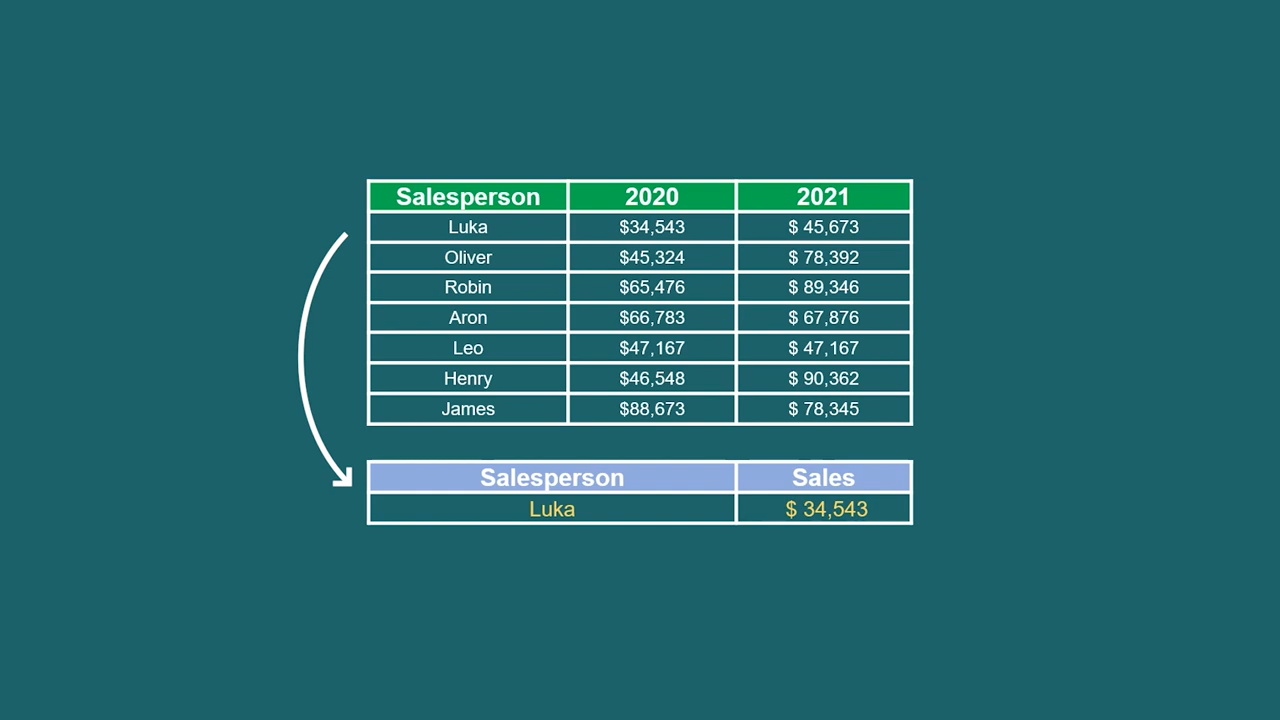 Salesperson 2020 2021
Luka $34,543 $ 45,673
Oliver $45,324 $ 78,392
Robin $65,476 $ 89,346
Aron $66,783 $ 67,876
Leo $47,167 $ 47,167
Henry $46,548 $ 90,362
James $88,673 $ 78,345
Salesperson Sales
Luka $ 34,543